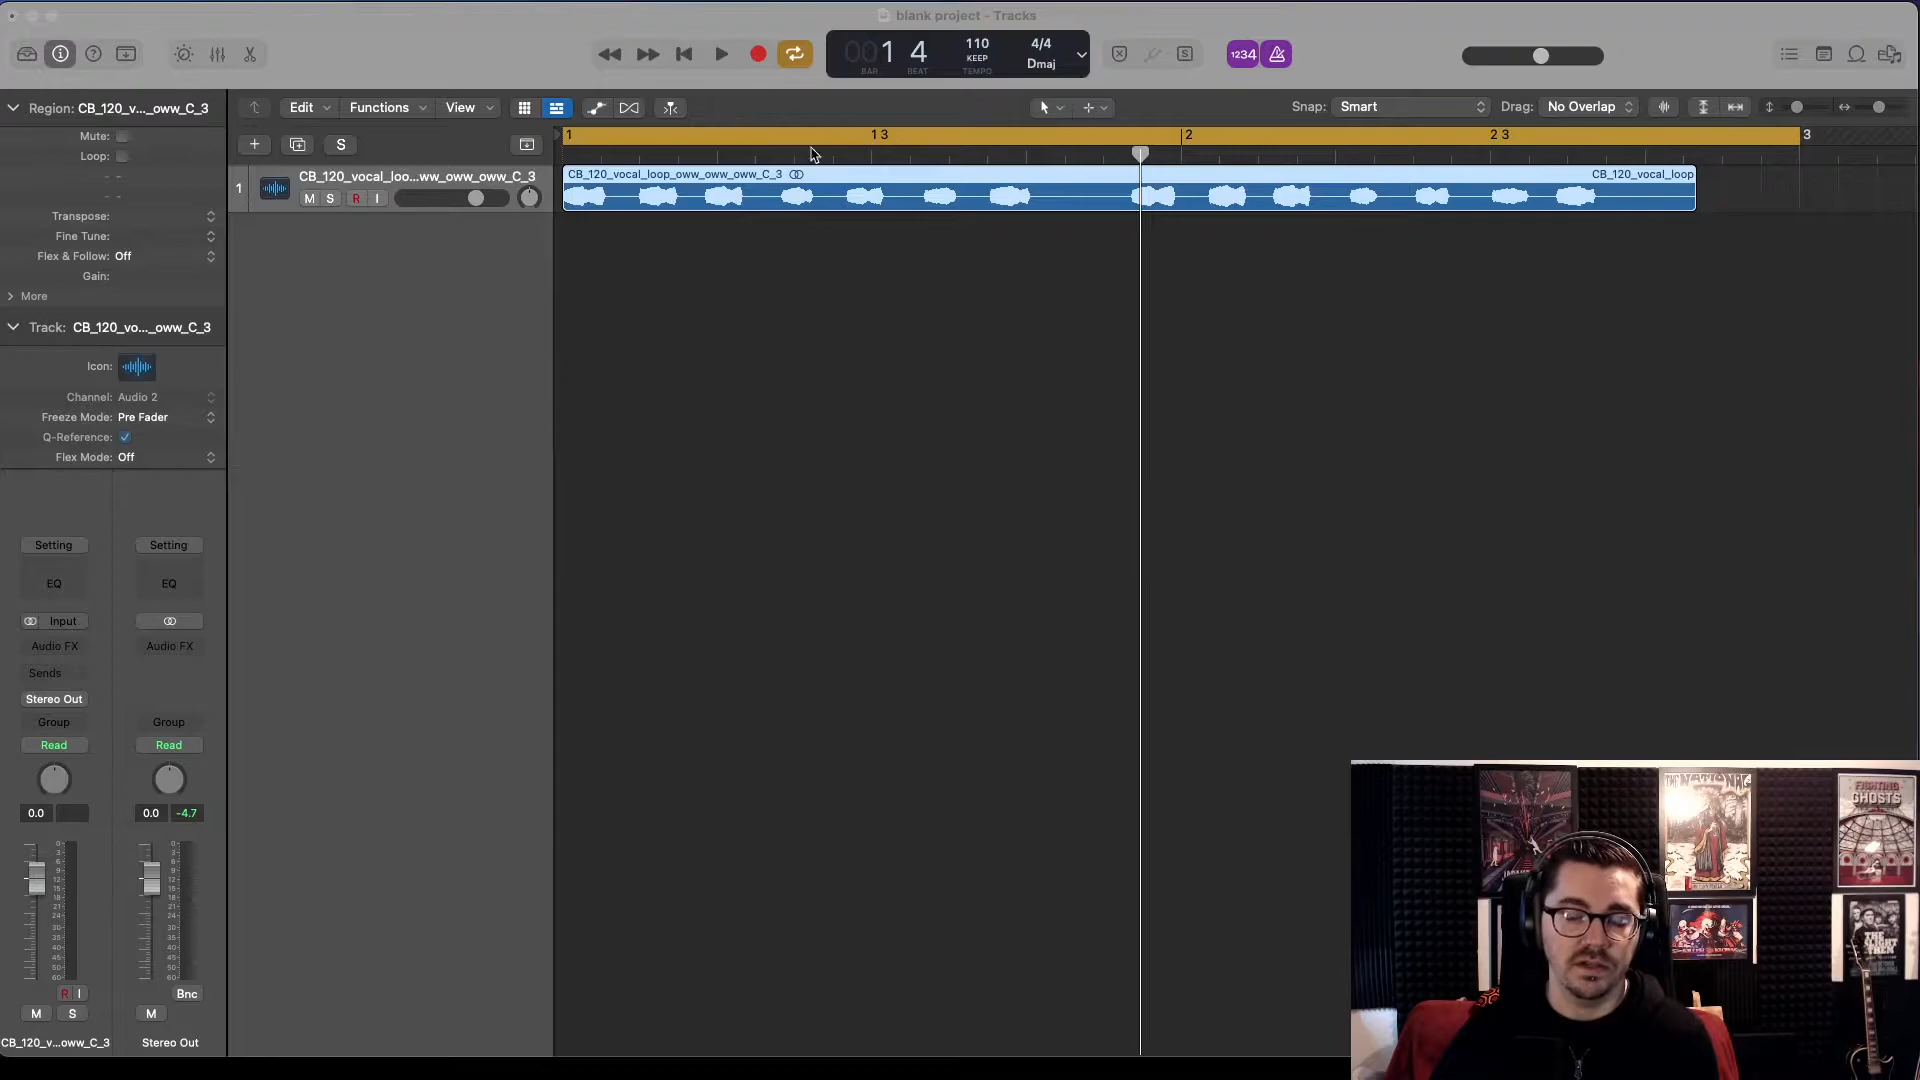 blank project - Tracks
001 4
BAR BEAT
110
KEEP
TEMPO
4/4
Dmaj
1234
Region: CB_120_v..._oww_C_3
Edit Functions View
Snap: Smart
Drag: No Overlap
Mute:
Loop:
Transpose:
Fine Tune:
Flex & Follow: Off
Gain:
More
S
1 1 3 2 2 3 3
1 CB_120_vocal_loo...ww_oww_oww_C_3
M S R I
CB_120_vocal_loop_oww_oww_oww_C_3
CB_120_vocal_loop
Track: CB_120_vo..._oww_C_3
Icon:
Channel: Audio 2
Freeze Mode: Pre Fader
Q-Reference:
Flex Mode: Off
Setting Setting
EQ EQ
Input
Audio FX Audio FX
Sends
Stereo Out
Group Group
Read Read
0.0 0.0 -4.7
R I
Bnc
M S M
CB_120_v...oww_C_3 Stereo Out
THE NATIONAL
FIGHTING
GHOSTS